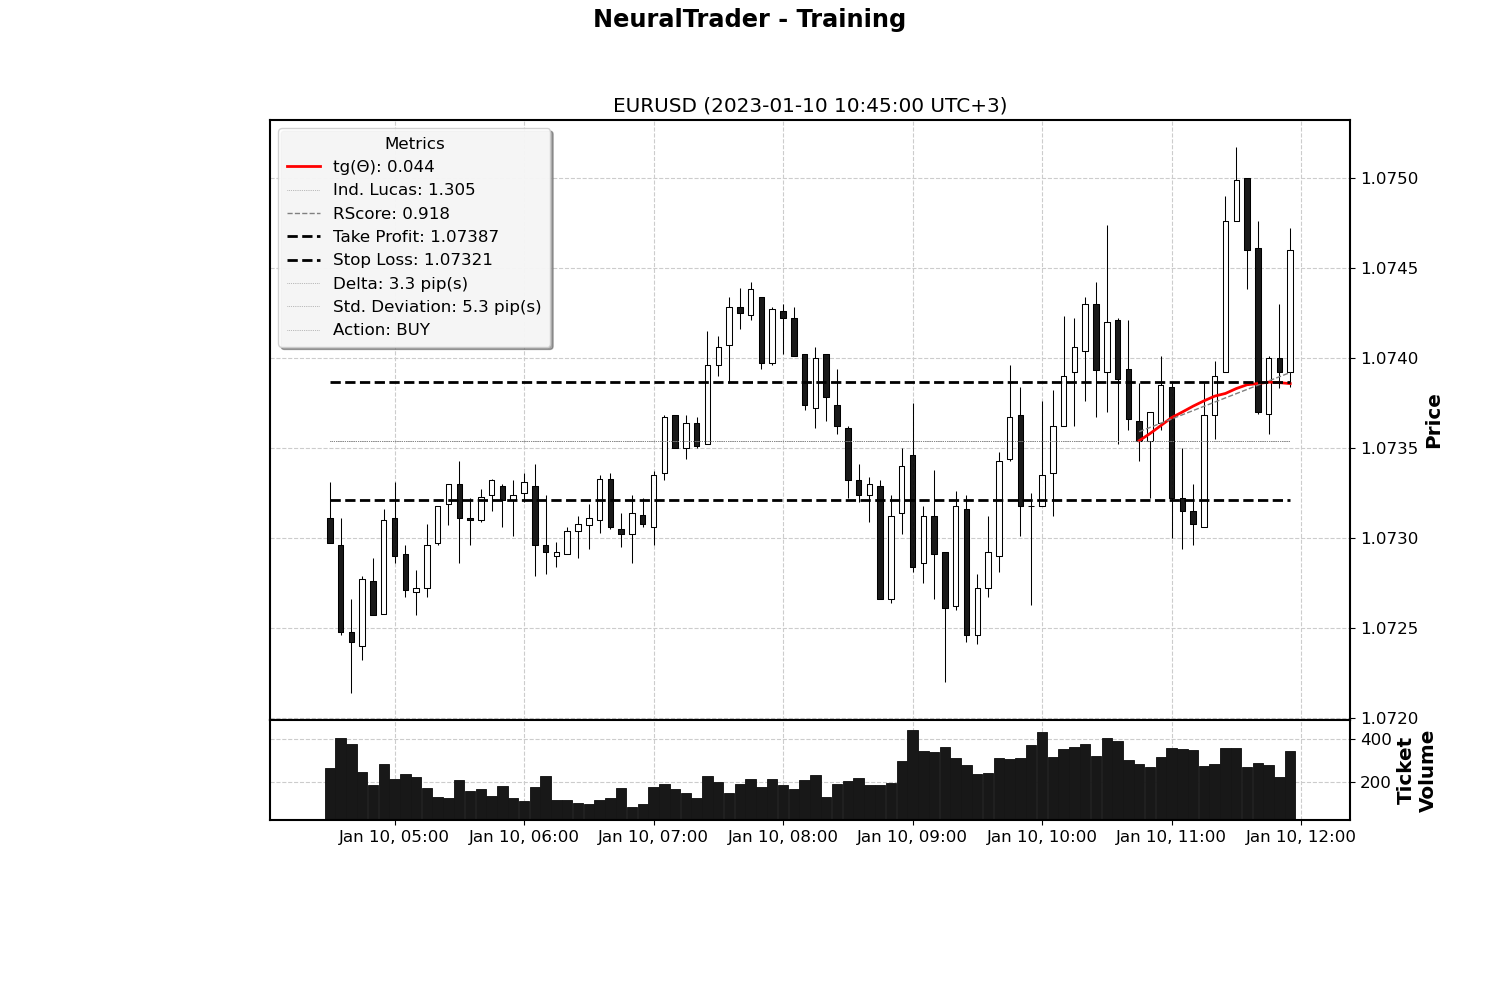 NeuralTrader - Training
EURUSD (2023-01-10 10:45:00 UTC+3)
Metrics
tg(Θ): 0.044
Ind. Lucas: 1.305
RScore: 0.918
Take Profit: 1.07387
Stop Loss: 1.07321
Delta: 3.3 pip(s)
Std. Deviation: 5.3 pip(s)
Action: BUY
1.0750
1.0745
1.0740
1.0735
1.0730
1.0725
1.0720
Price
400
200
Ticket
Volume
Jan 10, 05:00
Jan 10, 06:00
Jan 10, 07:00
Jan 10, 08:00
Jan 10, 09:00
Jan 10, 10:00
Jan 10, 11:00
Jan 10, 12:00